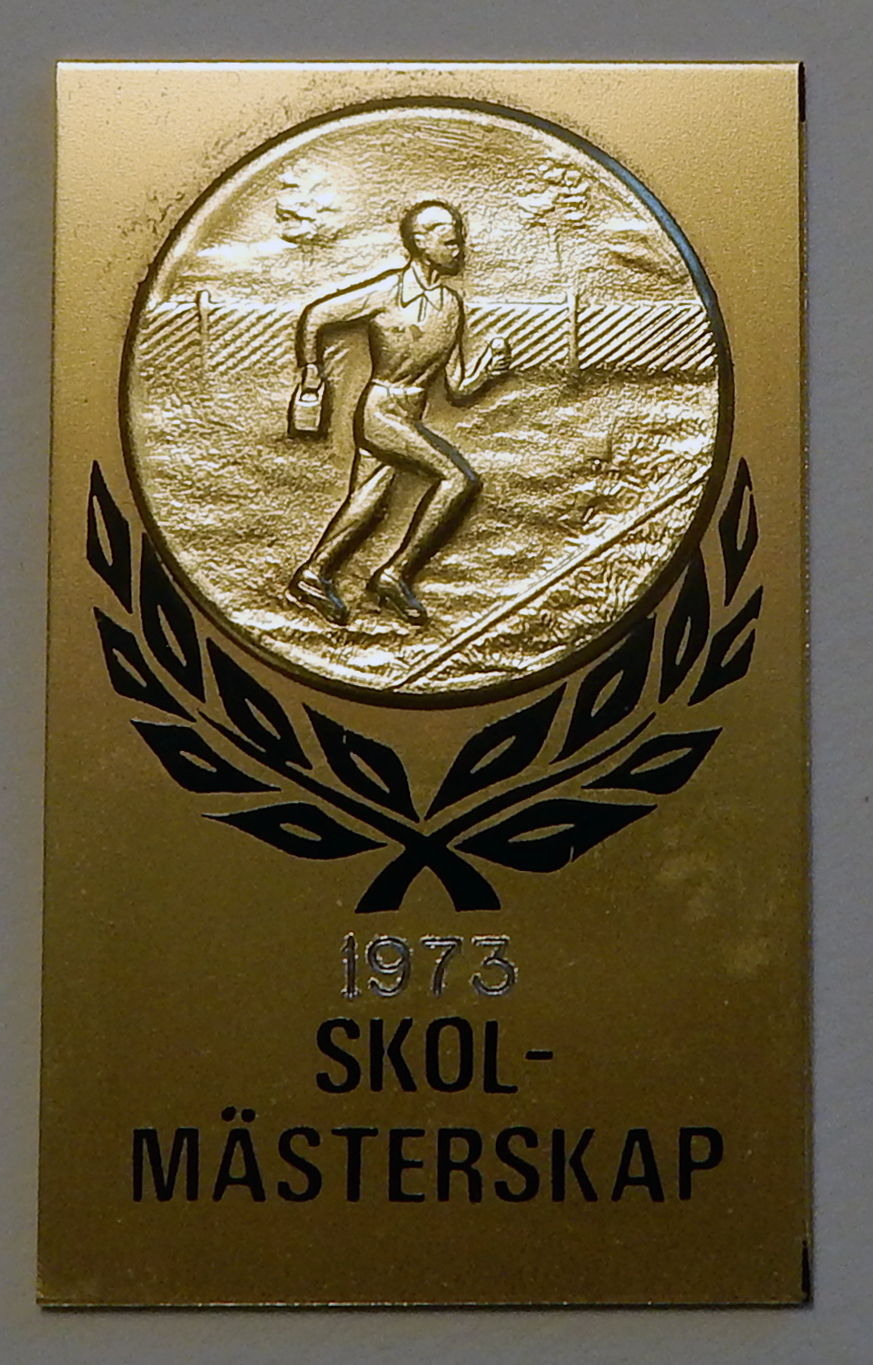 1973
SKOL-
MÄSTERSKAP